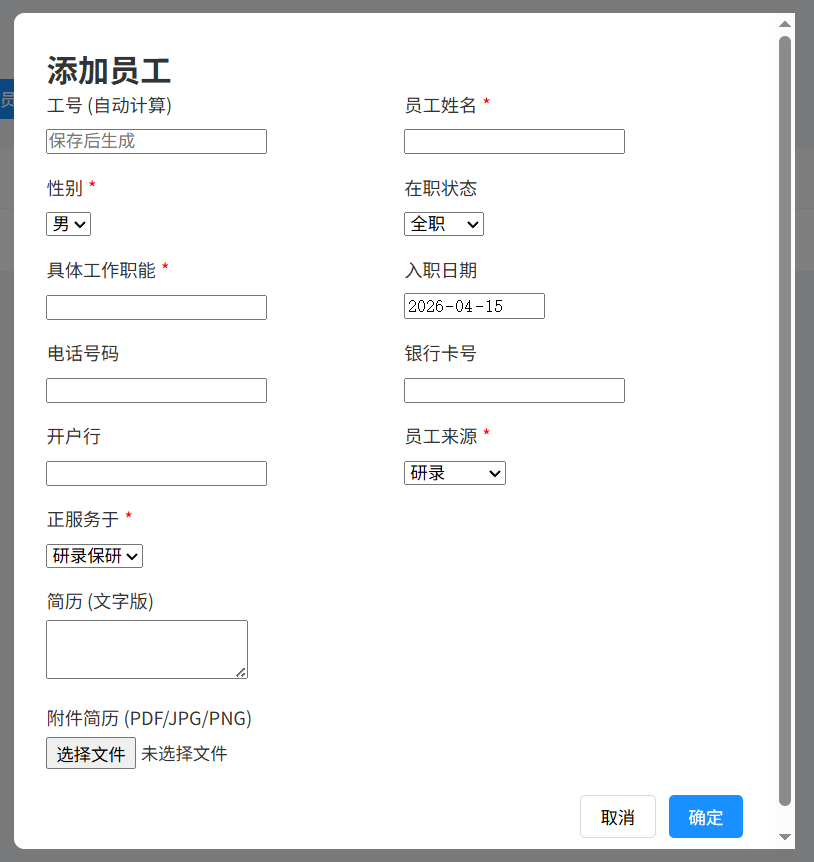 添加员工
工号 (自动计算)
员工姓名 *
保存后生成
性别 *
在职状态
男
全职
具体工作职能 *
入职日期
2026-04-15
电话号码
银行卡号
开户行
员工来源 *
研录
正服务于 *
研录保研
简历 (文字版)
附件简历 (PDF/JPG/PNG)
选择文件 未选择文件
取消
确定
员